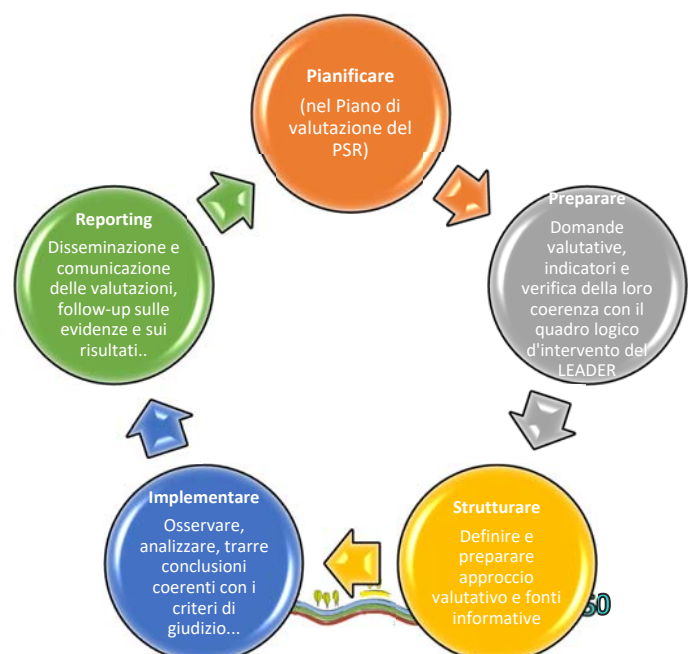 Pianificare
(nel Piano di
valutazione del
PSR)
Preparare
Domande
valutative,
indicatori e
verifica della loro
coerenza con il
quadro logico
d'intervento del
LEADER
Strutturare
Definire e
preparare
approccio
valutativo e fonti
informative
Implementare
Osservare,
analizzare, trarre
conclusioni
coerenti con i
criteri di
giudizio...
Reporting
Disseminazione e
comunicazione
delle valutazioni,
follow-up sulle
evidenze e sui
risultati..